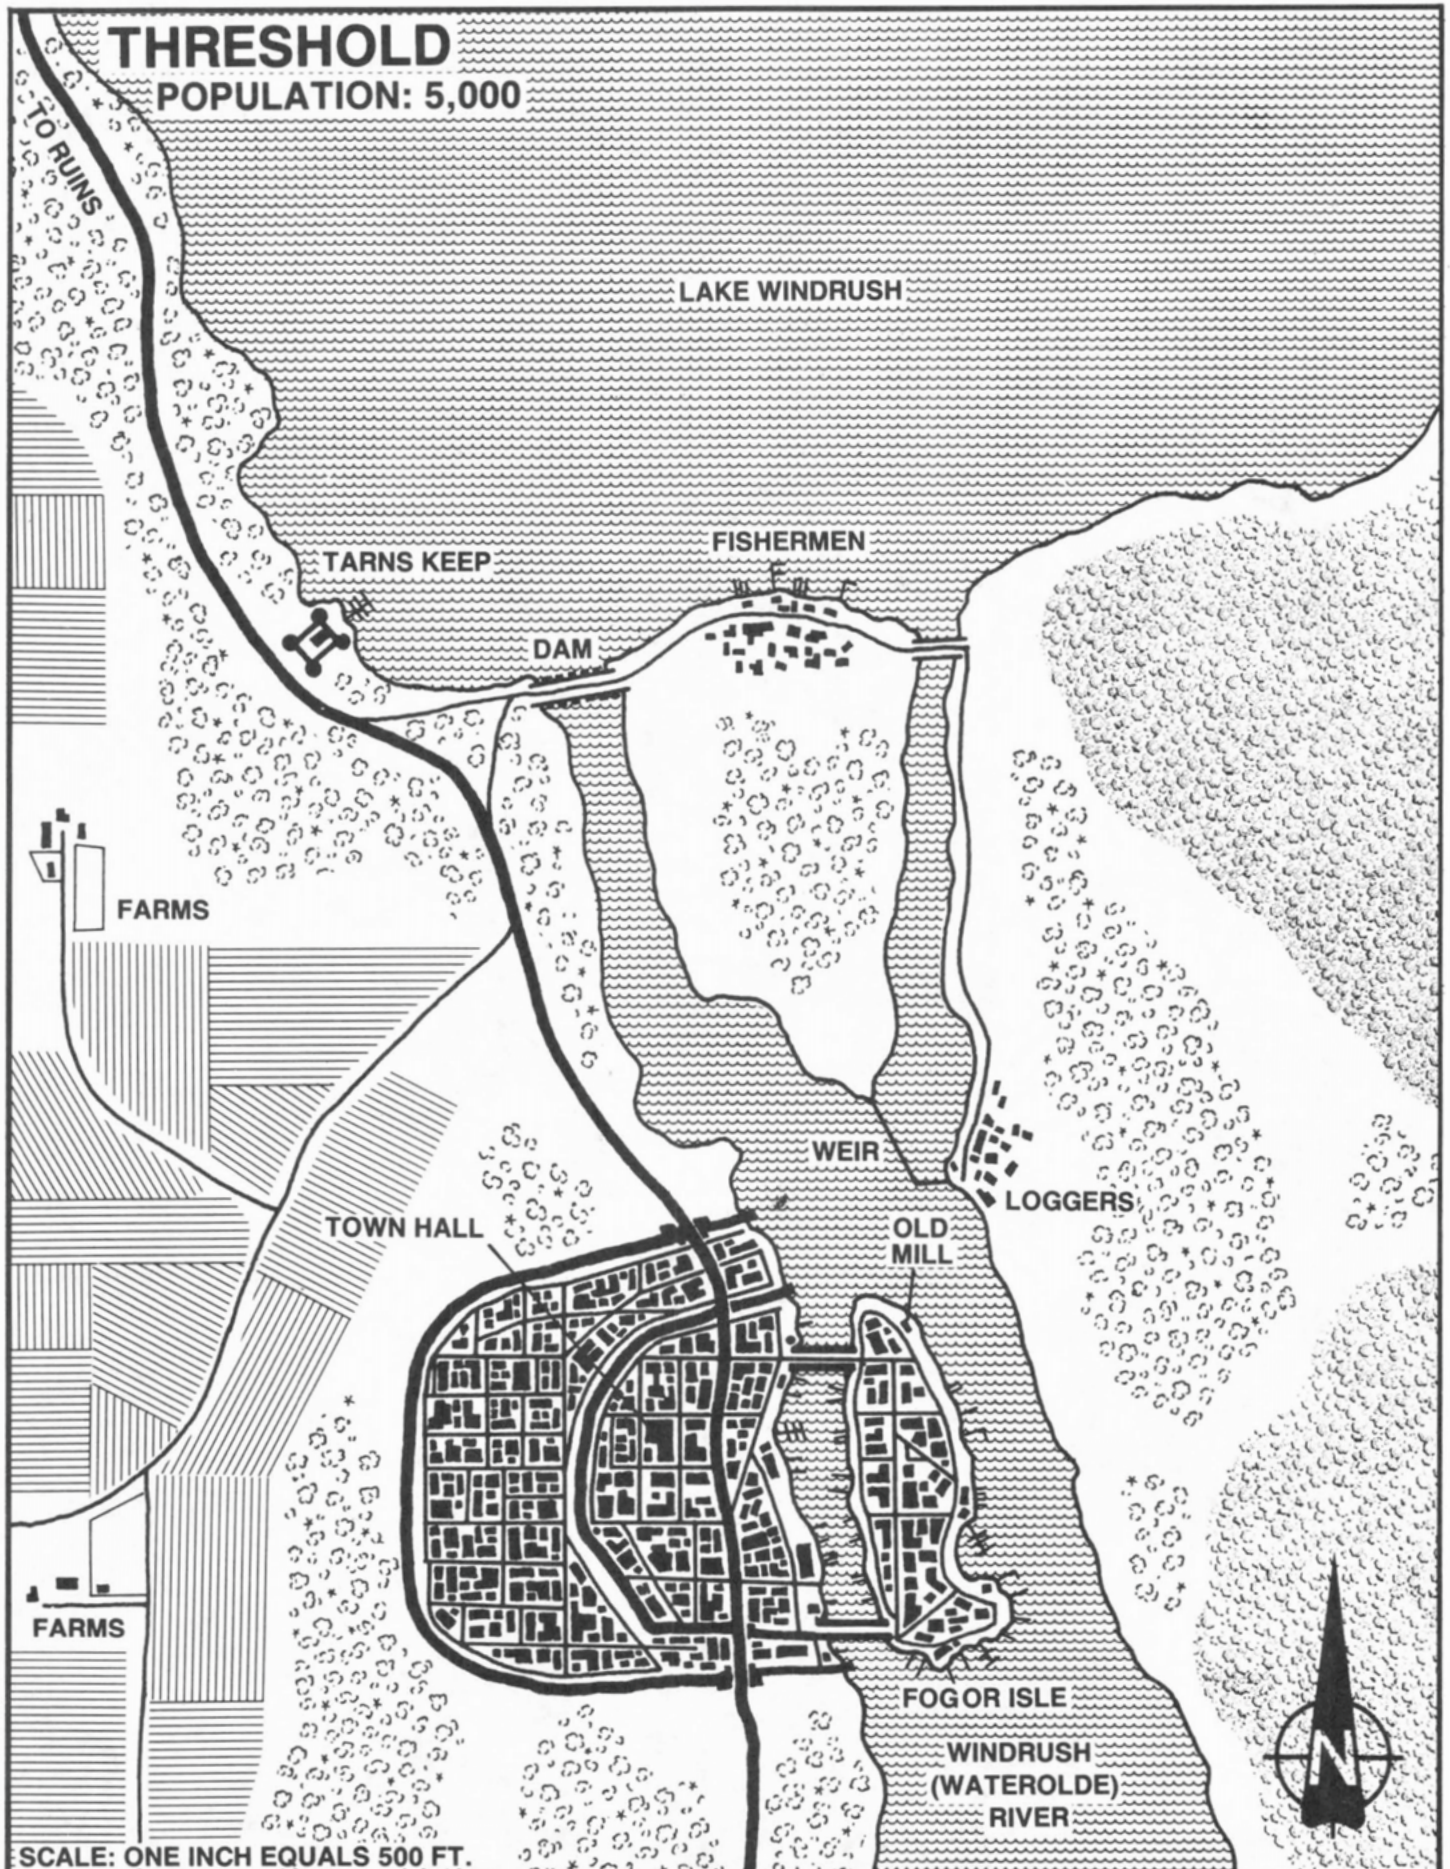 THRESHOLD
POPULATION: 5,000
TO RUINS
LAKE WINDRUSH
FISHERMEN
TARNS KEEP
DAM
FARMS
WEIR
LOGGERS
TOWN HALL
OLD
MILL
FARMS
FOGOR ISLE
WINDRUSH
(WATEROLDE)
RIVER
N
SCALE: ONE INCH EQUALS 500 FT.